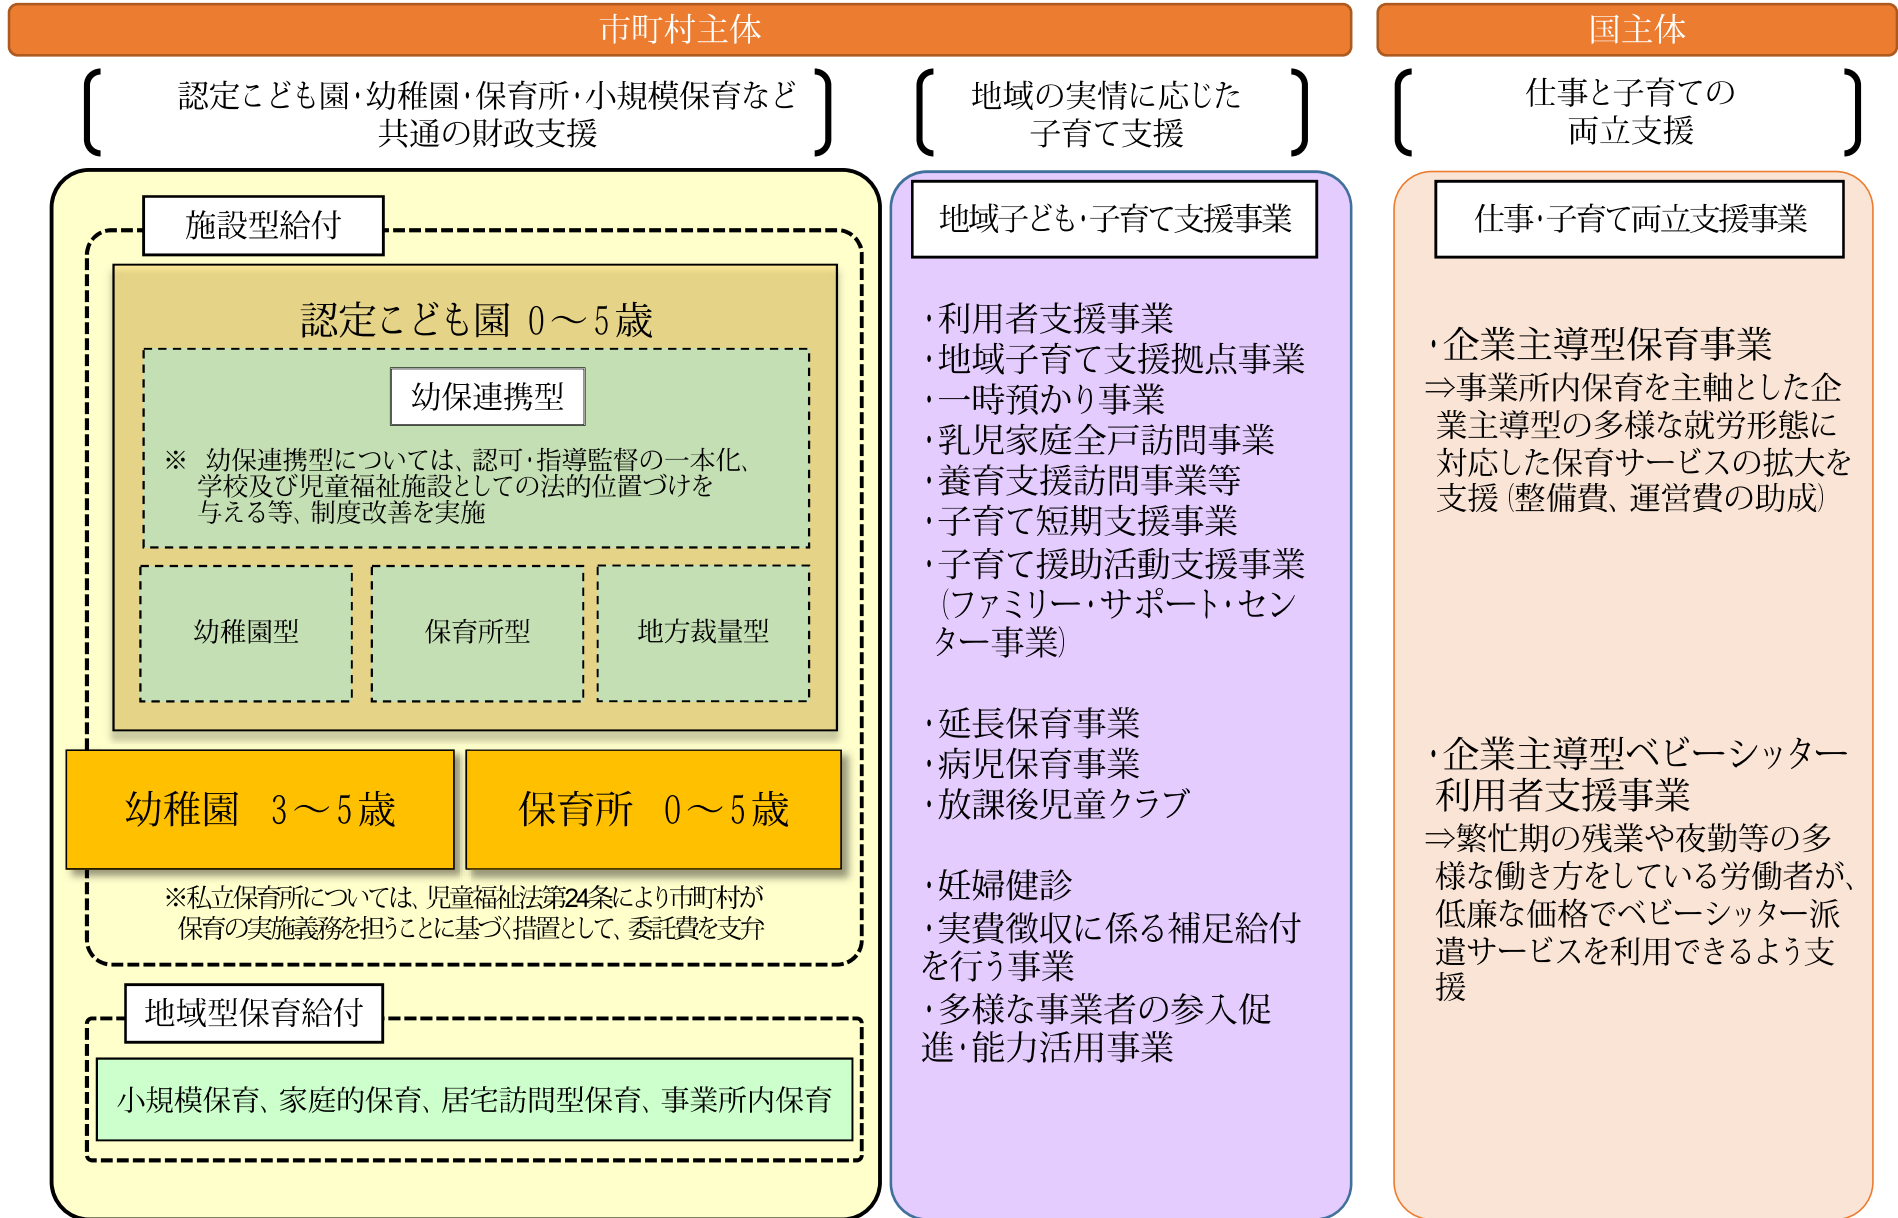 市町村主体
認定こども園・幼稚園・保育所・小規模保育など
共通の財政支援
施設型給付
認定こども園 0～5歳
幼保連携型
※ 幼保連携型については、認可・指導監督の一本化、
学校及び児童福祉施設としての法的位置づけを
与える等、制度改善を実施
幼稚園型
保育所型
地方裁量型
幼稚園 3～5歳
保育所 0～5歳
※私立保育所については、児童福祉法第24条により市町村が
保育の実施義務を担うことに基づく措置として、委託費を支弁
地域型保育給付
小規模保育、家庭的保育、居宅訪問型保育、事業所内保育
地域の実情に応じた
子育て支援
地域子ども・子育て支援事業
・利用者支援事業
・地域子育て支援拠点事業
・一時預かり事業
・乳児家庭全戸訪問事業
・養育支援訪問事業等
・子育て短期支援事業
・子育て援助活動支援事業
(ファミリー・サポート・セン
ター事業)
・延長保育事業
・病児保育事業
・放課後児童クラブ
・妊婦健診
・実費徴収に係る補足給付
を行う事業
・多様な事業者の参入促
進・能力活用事業
国主体
仕事と子育ての
両立支援
仕事・子育て両立支援事業
・企業主導型保育事業
⇒事業所内保育を主軸とした企
業主導型の多様な就労形態に
対応した保育サービスの拡大を
支援(整備費、運営費の助成)
・企業主導型ベビーシッター
利用者支援事業
⇒繁忙期の残業や夜勤等の多
様な働き方をしている労働者が、
低廉な価格でベビーシッター派
遣サービスを利用できるよう支
援